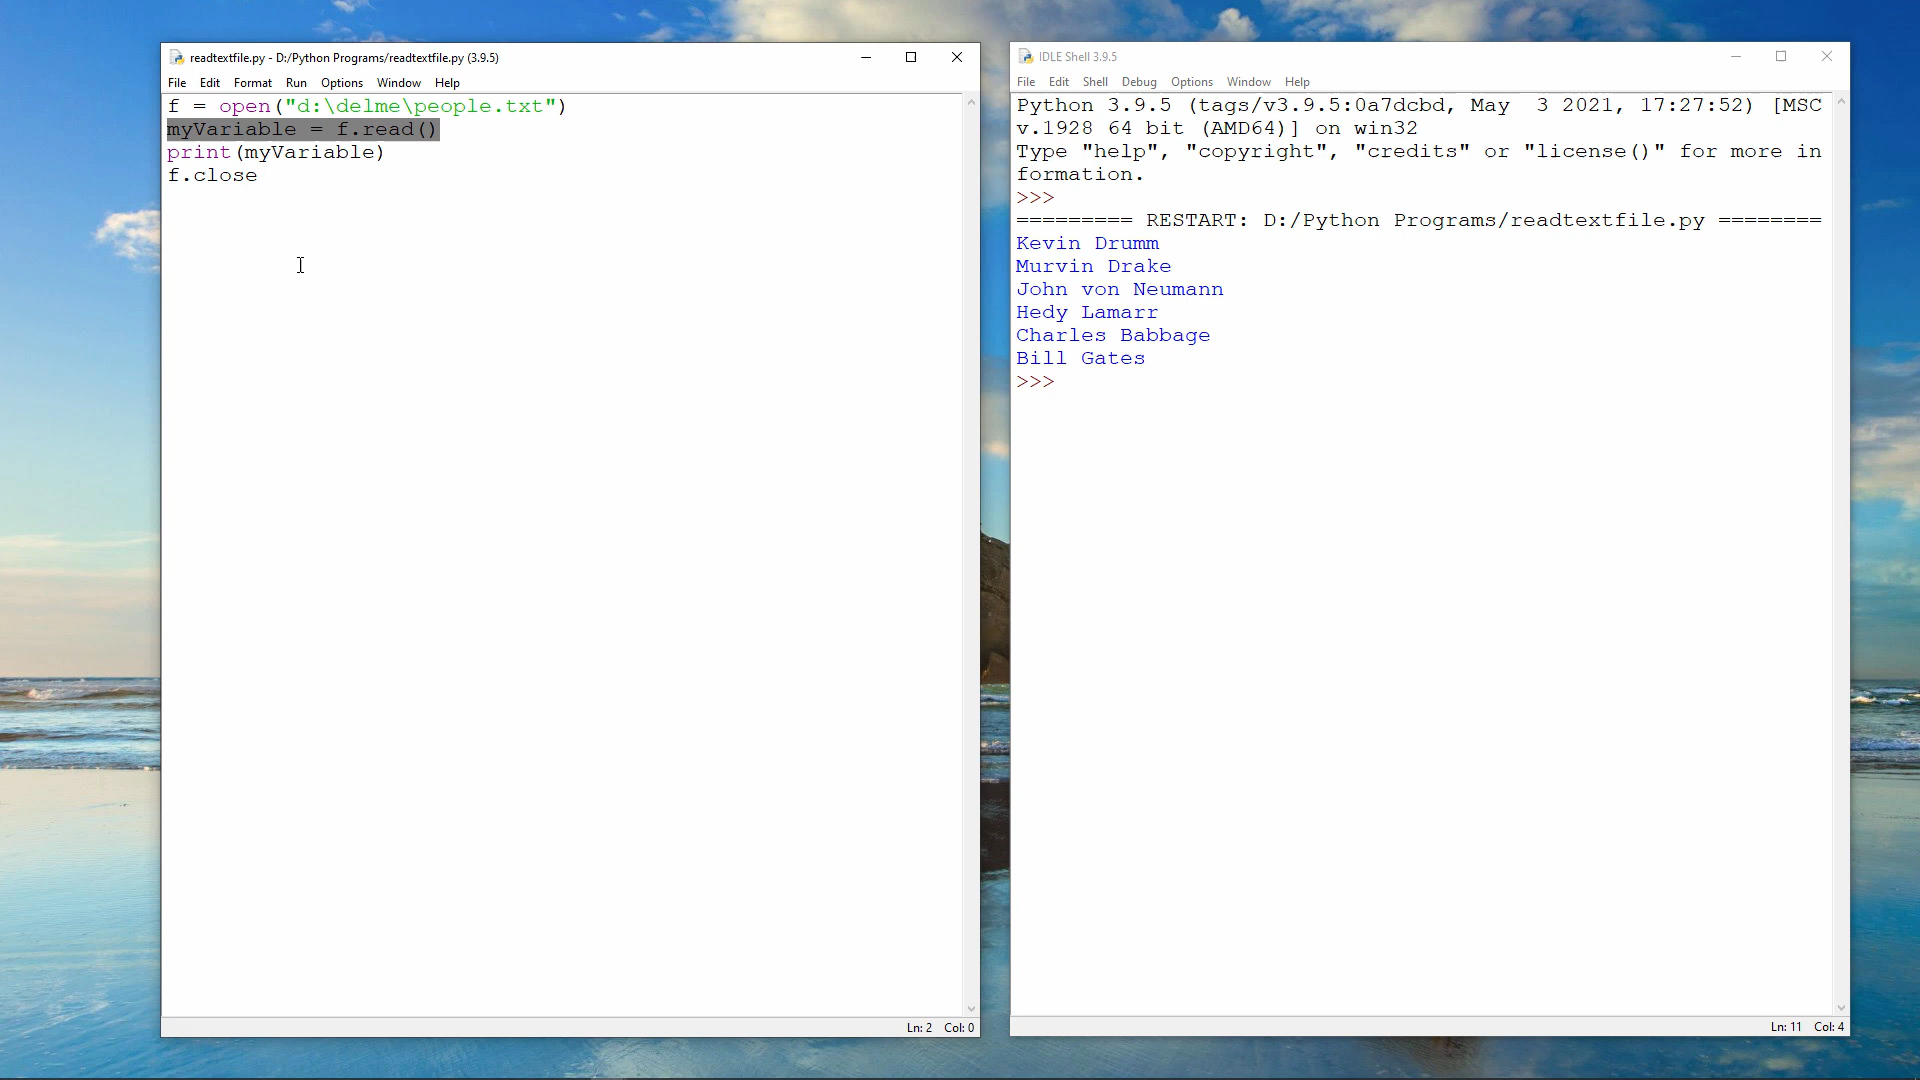 readtextfile.py - D:/Python Programs/readtextfile.py (3.9.5)
File Edit Format Run Options Window Help
f = open("d:\delme\people.txt")
myVariable = f.read()
print(myVariable)
f.close
Ln: 2 Col: 0
IDLE Shell 3.9.5
File Edit Shell Debug Options Window Help
Python 3.9.5 (tags/v3.9.5:0a7dcbd, May  3 2021, 17:27:52) [MSC
v.1928 64 bit (AMD64)] on win32
Type "help", "copyright", "credits" or "license()" for more in
formation.
>>>
========= RESTART: D:/Python Programs/readtextfile.py ========
Kevin Drumm
Murvin Drake
John von Neumann
Hedy Lamarr
Charles Babbage
Bill Gates
>>>
Ln: 11 Col: 4